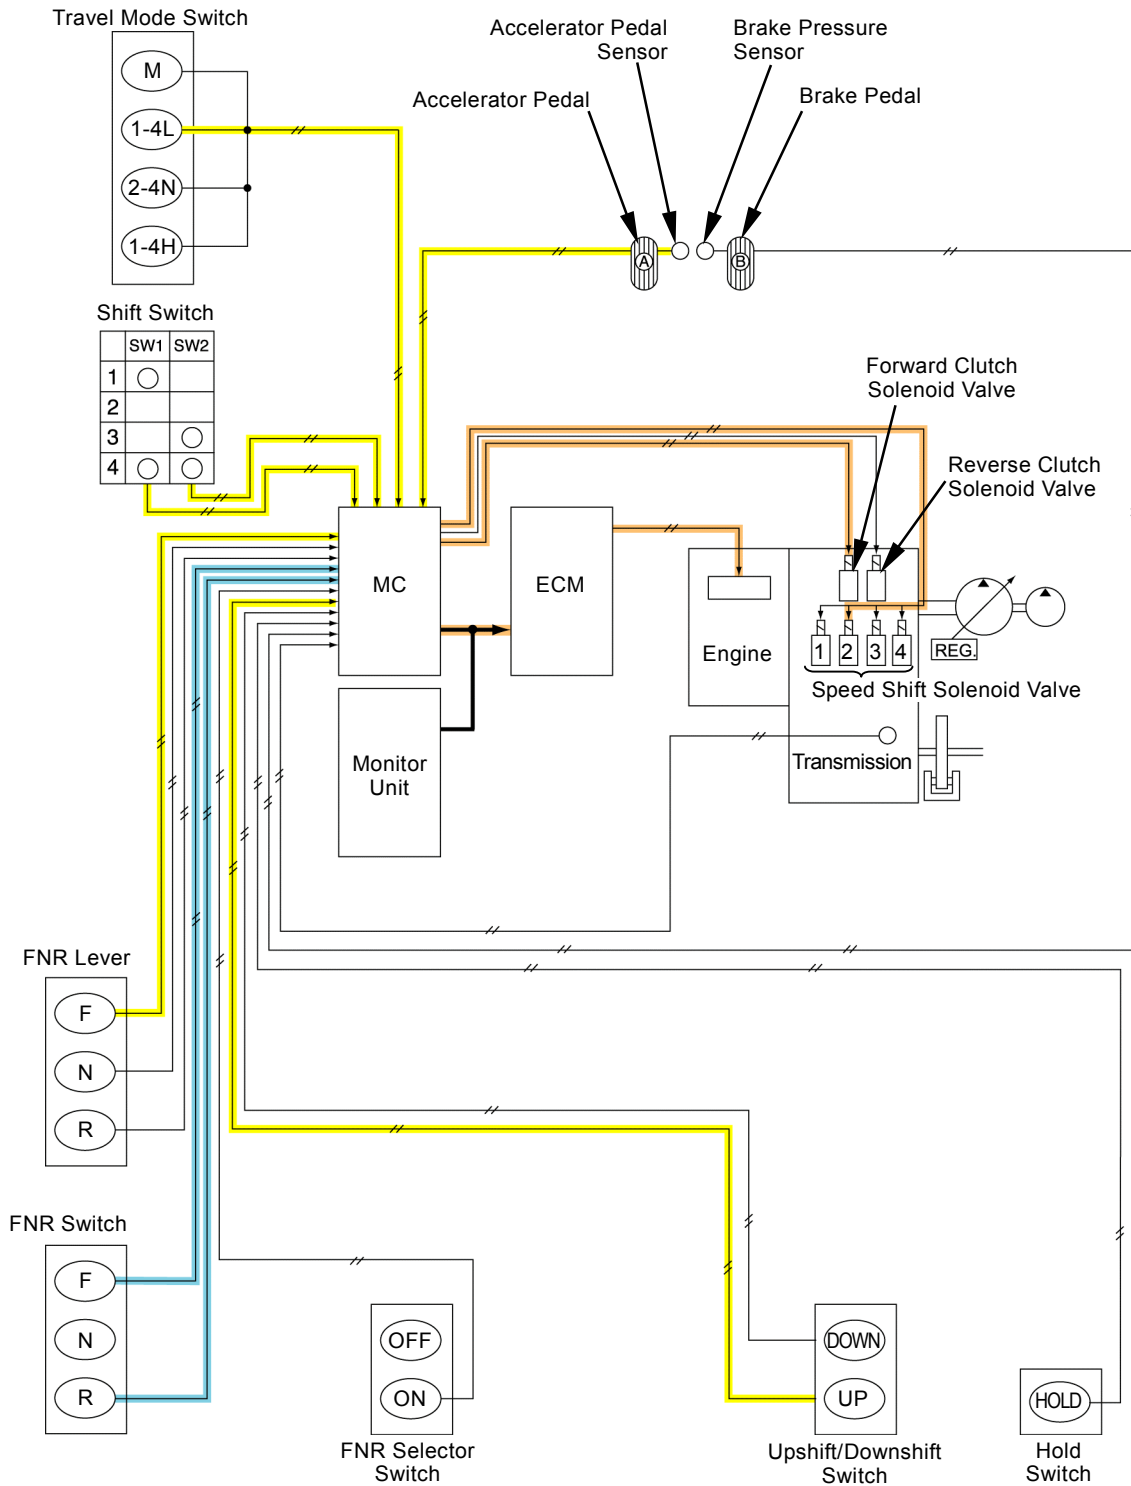 Travel Mode Switch
M
1-4L
2-4N
1-4H
Accelerator Pedal
Sensor
Brake Pressure
Sensor
Accelerator Pedal
Brake Pedal
A
B
Shift Switch
SW1 SW2
1
2
3
4
Forward Clutch
Solenoid Valve
Reverse Clutch
Solenoid Valve
MC
ECM
Engine
1 2 3 4
REG.
Speed Shift Solenoid Valve
Transmission
Monitor
Unit
FNR Lever
F
N
R
FNR Switch
F
N
R
OFF
ON
FNR Selector
Switch
DOWN
UP
Upshift/Downshift
Switch
HOLD
Hold
Switch